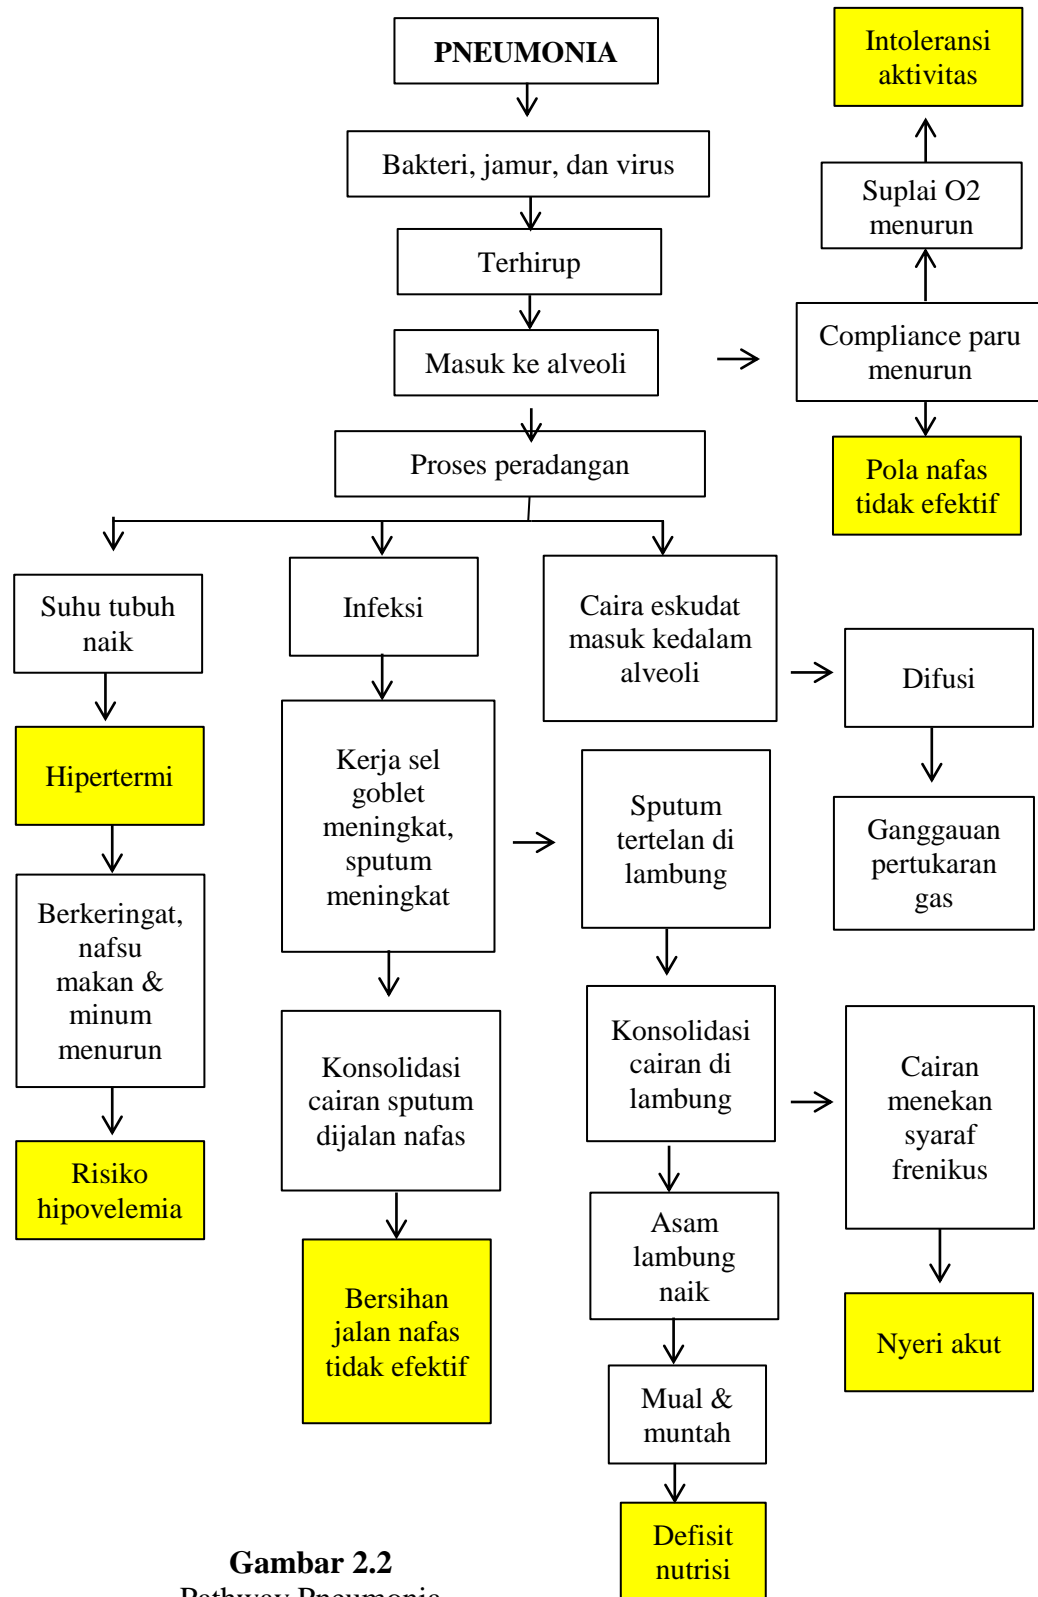 PNEUMONIA
Intoleransi
aktivitas
Bakteri, jamur, dan virus
Suplai O2
menurun
Terhirup
Compliance paru
menurun
Masuk ke alveoli
Proses peradangan
Pola nafas
tidak efektif
Suhu tubuh
naik
Infeksi
Caira eskudat
masuk kedalam
alveoli
Difusi
Hipertermi
Kerja sel
goblet
meningkat,
sputum
meningkat
Sputum
tertelan di
lambung
Ganggauan
pertukaran
gas
Berkeringat,
nafsu
makan &
minum
menurun
Konsolidasi
cairan sputum
dijalan nafas
Konsolidasi
cairan di
lambung
Cairan
menekan
syaraf
frenikus
Risiko
hipovelemia
Asam
lambung
naik
Bersihan
jalan nafas
tidak efektif
Nyeri akut
Mual &
muntah
Defisit
nutrisi
Gambar 2.2
Pathway Pneumonia